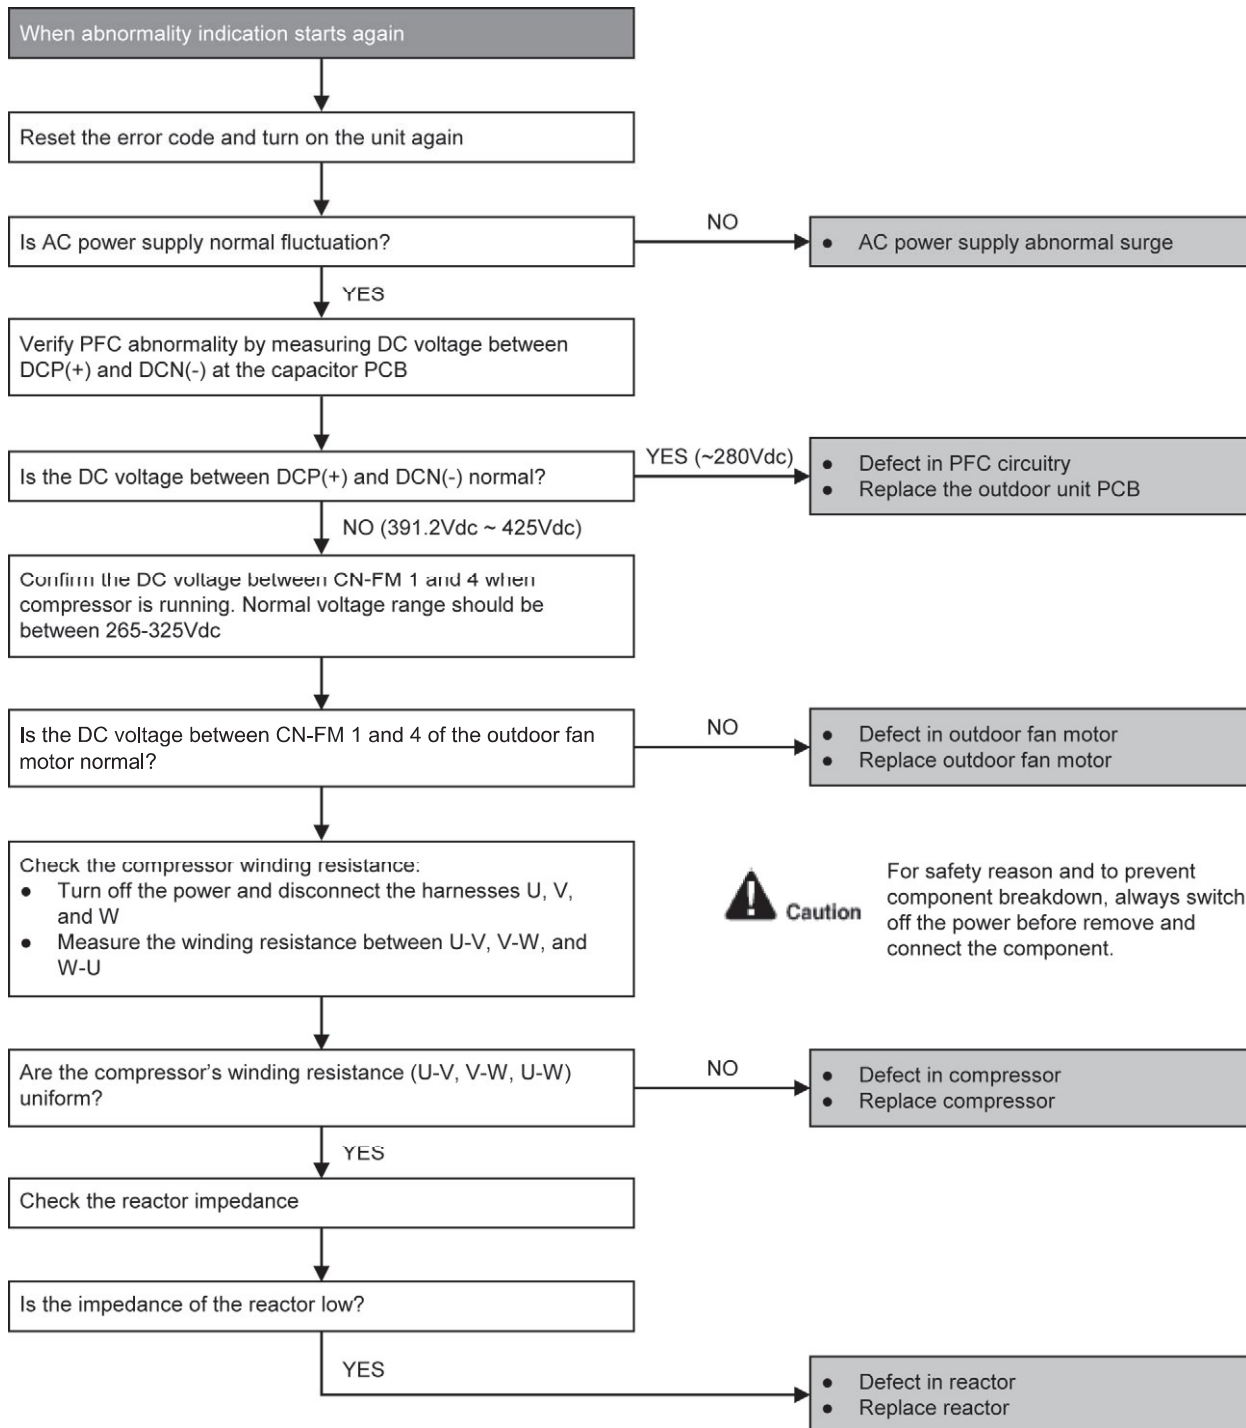 When abnormality indication starts again
Reset the error code and turn on the unit again
Is AC power supply normal fluctuation?
NO
● AC power supply abnormal surge
YES
Verify PFC abnormality by measuring DC voltage between
DCP(+) and DCN(-) at the capacitor PCB
Is the DC voltage between DCP(+) and DCN(-) normal?
YES (~280Vdc)
● Defect in PFC circuitry
● Replace the outdoor unit PCB
NO (391.2Vdc ~ 425Vdc)
Confirm the DC voltage between CN-FM 1 and 4 when
compressor is running. Normal voltage range should be
between 265-325Vdc
Is the DC voltage between CN-FM 1 and 4 of the outdoor fan
motor normal?
NO
● Defect in outdoor fan motor
● Replace outdoor fan motor
Check the compressor winding resistance:
● Turn off the power and disconnect the harnesses U, V,
and W
● Measure the winding resistance between U-V, V-W, and
W-U
Caution
For safety reason and to prevent
component breakdown, always switch
off the power before remove and
connect the component.
Are the compressor's winding resistance (U-V, V-W, U-W)
uniform?
NO
● Defect in compressor
● Replace compressor
YES
Check the reactor impedance
Is the impedance of the reactor low?
YES
● Defect in reactor
● Replace reactor